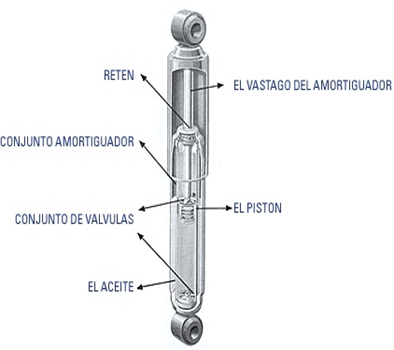 RETEN
EL VASTAGO DEL AMORTIGUADOR
CONJUNTO AMORTIGUADOR
CONJUNTO DE VALVULAS
EL PISTON
EL ACEITE